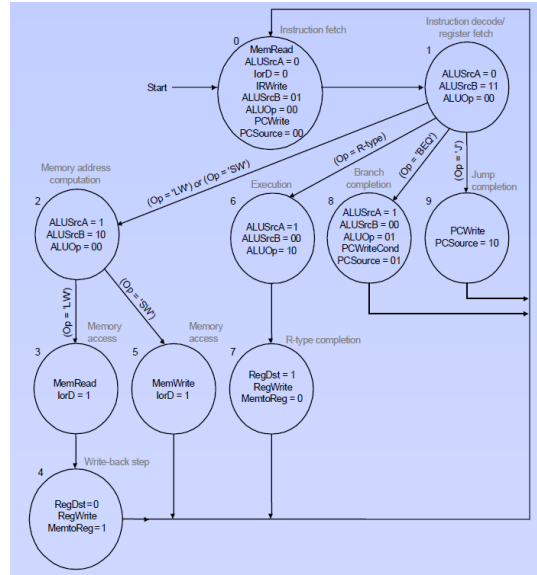 Instruction fetch
0
MemRead
ALUSrcA = 0
IorD = 0
IRWrite
ALUSrcB = 01
ALUOp = 00
PCWrite
PCSource = 00
Start
Instruction decode/
register fetch
1
ALUSrcA = 0
ALUSrcB = 11
ALUOp = 00
(Op = 'LW') or (Op = 'SW')
(Op = R-type)
(Op = 'BEQ')
(Op = 'J')
Memory address
computation
2
ALUSrcA = 1
ALUSrcB = 10
ALUOp = 00
Execution
6
ALUSrcA =1
ALUSrcB = 00
ALUOp= 10
Branch
completion
8
ALUSrcA = 1
ALUSrcB = 00
ALUOp = 01
PCWriteCond
PCSource = 01
Jump
completion
9
PCWrite
PCSource = 10
(Op = 'LW')
(Op = 'SW')
Memory
access
3
MemRead
IorD = 1
Memory
access
5
MemWrite
IorD = 1
R-type completion
7
RegDst = 1
RegWrite
MemtoReg = 0
Write-back step
4
RegDst=0
RegWrite
MemtoReg=1